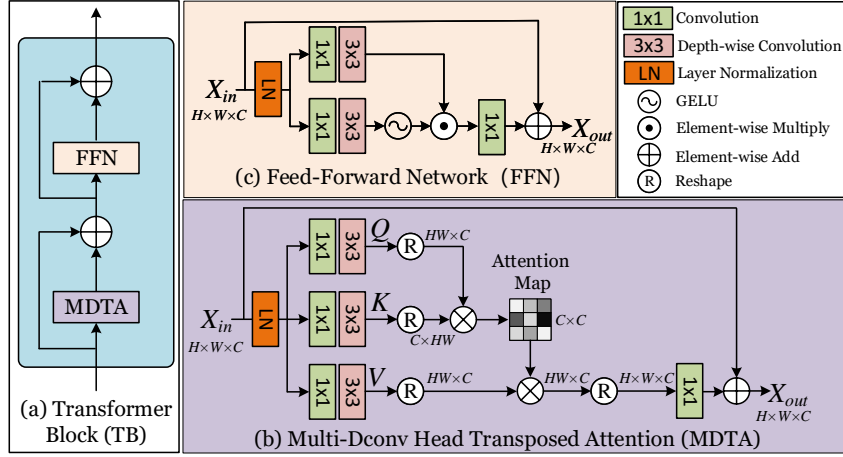 FFN
MDTA
(a) Transformer
Block (TB)
X_in
H×W×C
LN
1x1
3x3
1x1
3x3
1x1
X_out
H×W×C
(c) Feed-Forward Network (FFN)
1x1 Convolution
3x3 Depth-wise Convolution
LN Layer Normalization
GELU
Element-wise Multiply
Element-wise Add
R Reshape
X_in
H×W×C
LN
1x1
3x3
Q
R
HW×C
1x1
3x3
K
R
C×HW
Attention
Map
C×C
1x1
3x3
V
R
HW×C
HW×C
R
H×W×C
1x1
X_out
H×W×C
(b) Multi-Dconv Head Transposed Attention (MDTA)